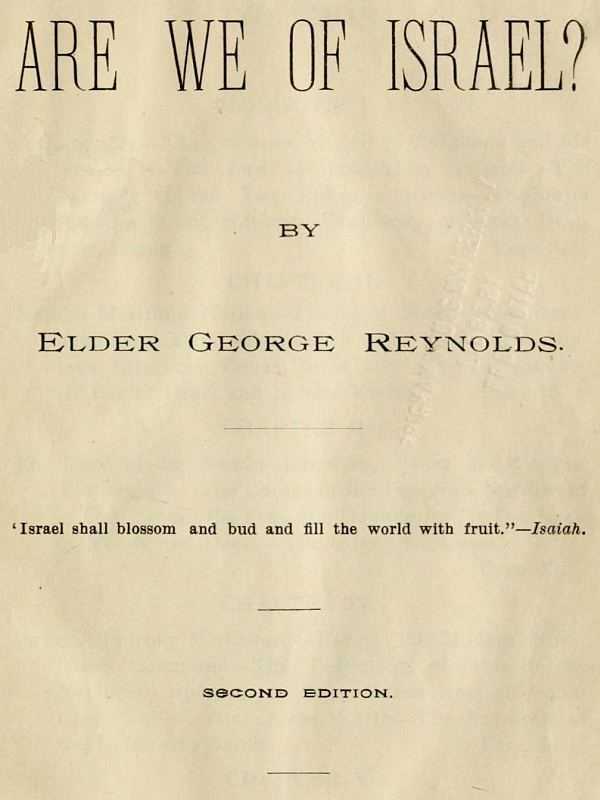 ARE WE OF ISRAEL?
BY
ELDER GEORGE REYNOLDS.
'Israel shall blossom and bud and fill the world with fruit."—Isaiah.
SECOND EDITION.